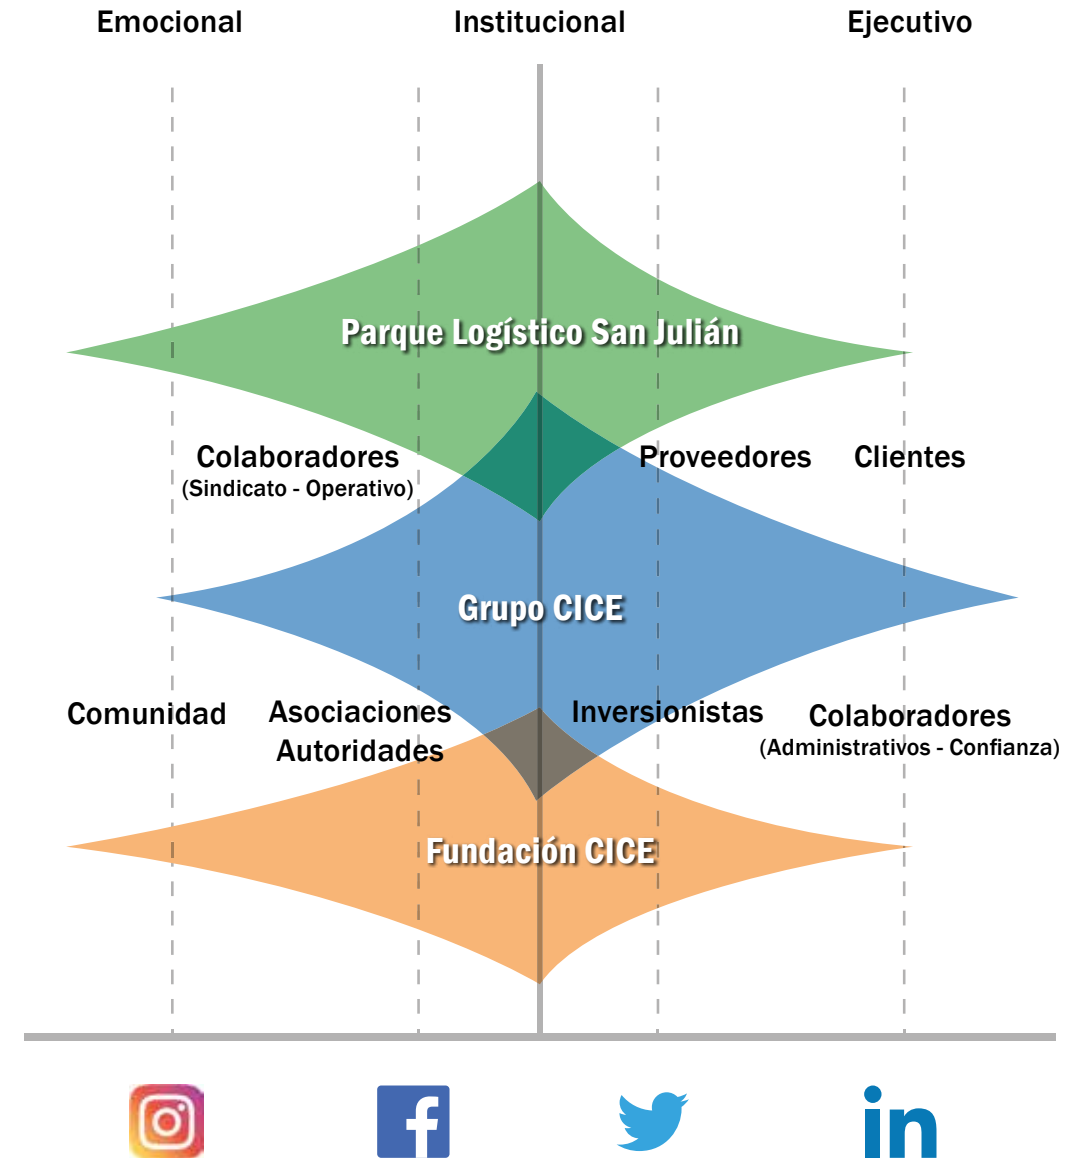 Emocional
Institucional
Ejecutivo
Parque Logístico San Julián
Colaboradores
(Sindicato - Operativo)
Proveedores
Clientes
Grupo CICE
Comunidad
Asociaciones
Autoridades
Inversionistas
Colaboradores
(Administrativos - Confianza)
Fundación CICE
f
in